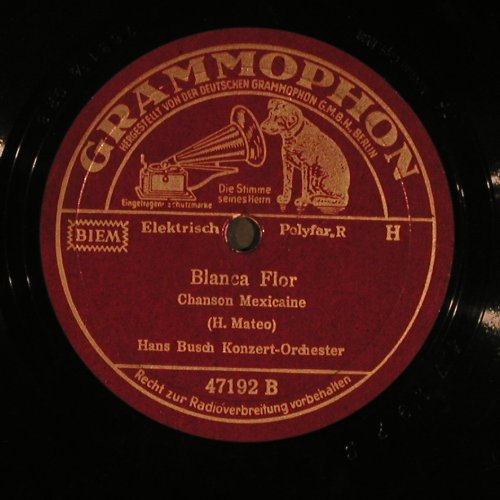 GRAMMOPHON
HERGESTELLT VON DER DEUTSCHEN GRAMMOPHON G.M.B.H. BERLIN
Die Stimme
seines Herrn
Eingetragene Schutzmarke
BIEM Elektrisch Polyfar R H
Blanca Flor
Chanson Mexicaine
(H. Mateo)
Hans Busch Konzert-Orchester
47192 B
Recht zur Radioverbreitung vorbehalten